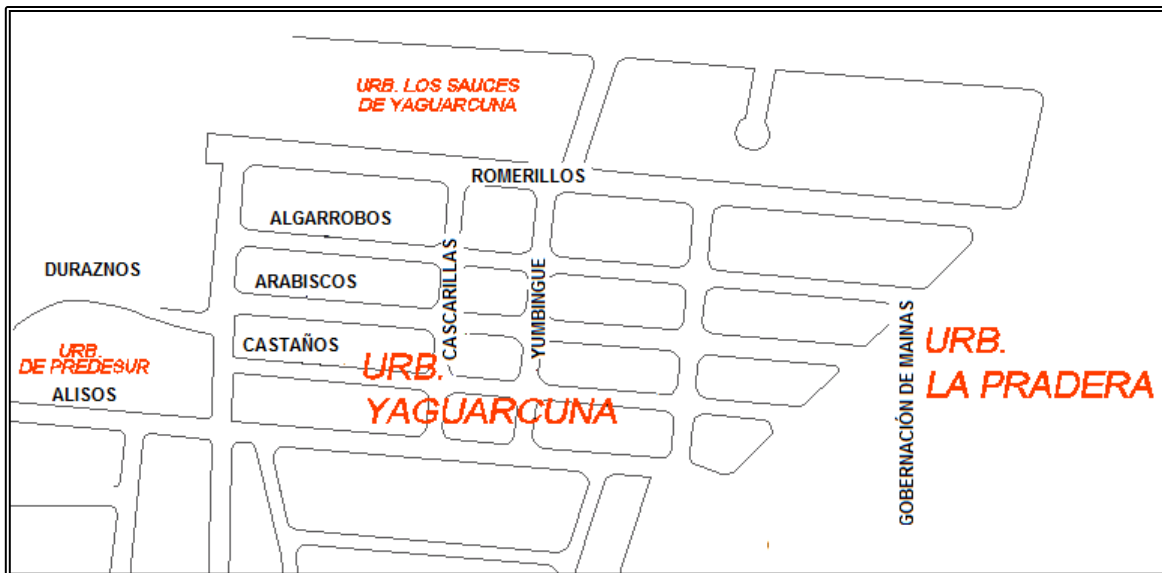 URB. LOS SAUCES
DE YAGUARCUNA
ROMERILLOS
ALGARROBOS
DURAZNOS
ARABISCOS
CASCARILLAS
YUMBINGUE
CASTAÑOS
URB.
DE PREDESUR
ALISOS
URB.
YAGUARCUNA
GOBERNACIÓN DE MAINAS
URB.
LA PRADERA